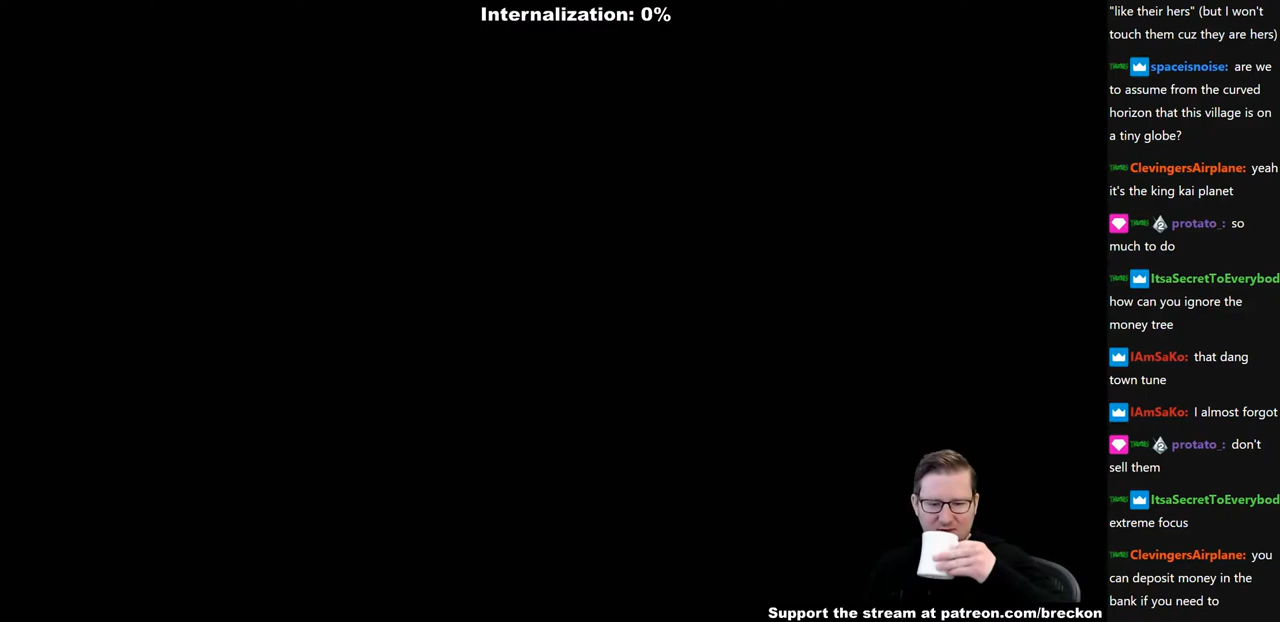 Internalization: 0%
"like their hers" (but I won't
touch them cuz they are hers)
spaceisnoise: are we
to assume from the curved
horizon that this village is on
a tiny globe?
ClevingersAirplane: yeah
it's the king kai planet
protato_: so
much to do
ItsaSecretToEverybod
how can you ignore the
money tree
IAmSaKo: that dang
town tune
IAmSaKo: I almost forgot
protato_: don't
sell them
ItsaSecretToEverybod
extreme focus
ClevingersAirplane: you
can deposit money in the
bank if you need to
Support the stream at patreon.com/breckon